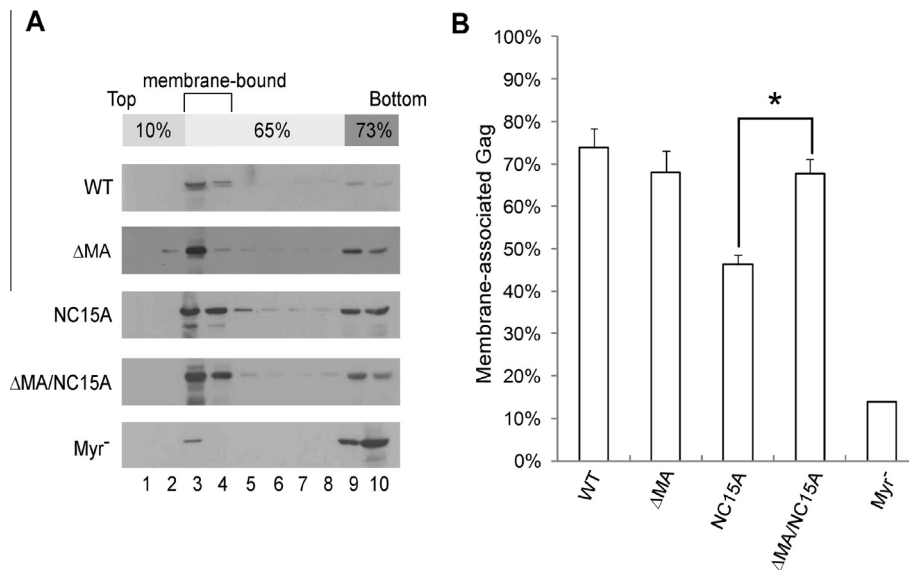 A
membrane-bound
Top
Bottom
10%
65%
73%
WT
ΔMA
NC15A
ΔMA/NC15A
Myr-
1 2 3 4 5 6 7 8 9 10
B
Membrane-associated Gag
100%
90%
80%
70%
60%
50%
40%
30%
20%
10%
0%
*
WT
ΔMA
NC15A
ΔMA/NC15A
Myr-